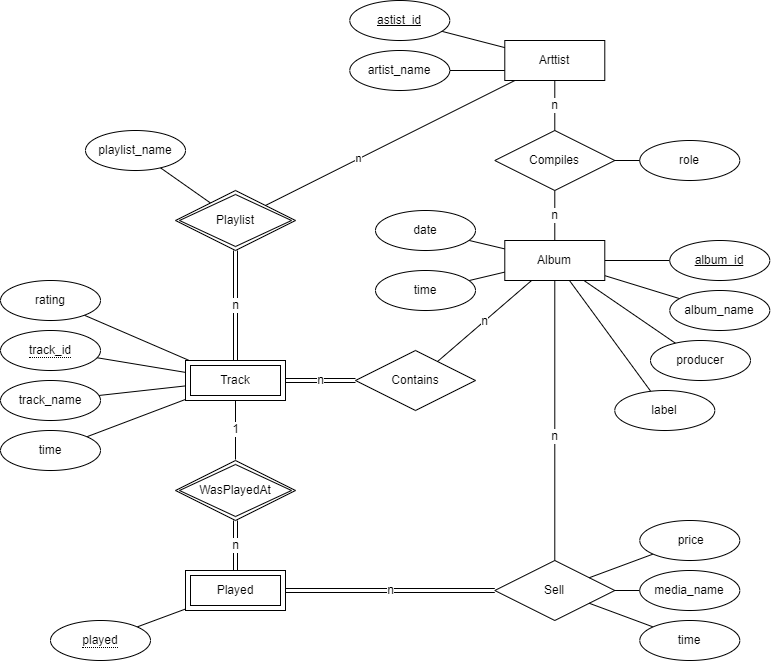 astist_id
Arttist
artist_name
n
playlist_name
n
Compiles
role
Playlist
n
date
Album
album_id
time
rating
n
album_name
n
track_id
producer
Track
n
Contains
track_name
label
1
n
time
WasPlayedAt
n
price
Played
n
Sell
media_name
played
time